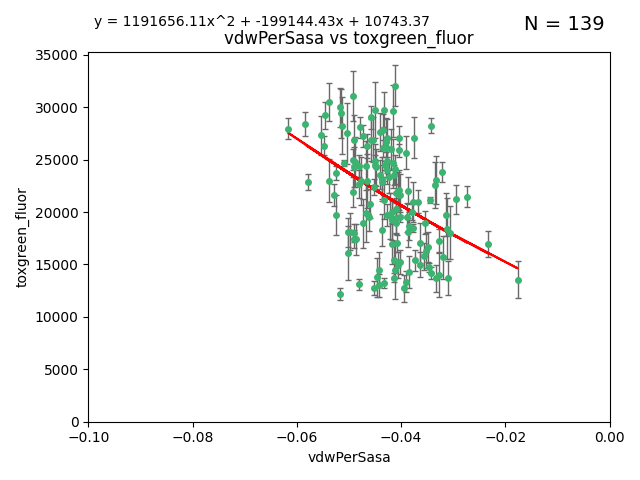 y = 1191656.11x^2 + -199144.43x + 10743.37
N = 139
vdwPerSasa vs toxgreen_fluor
35000
30000
25000
20000
15000
10000
5000
0
toxgreen_fluor
−0.10
−0.08
−0.06
−0.04
−0.02
0.00
vdwPerSasa